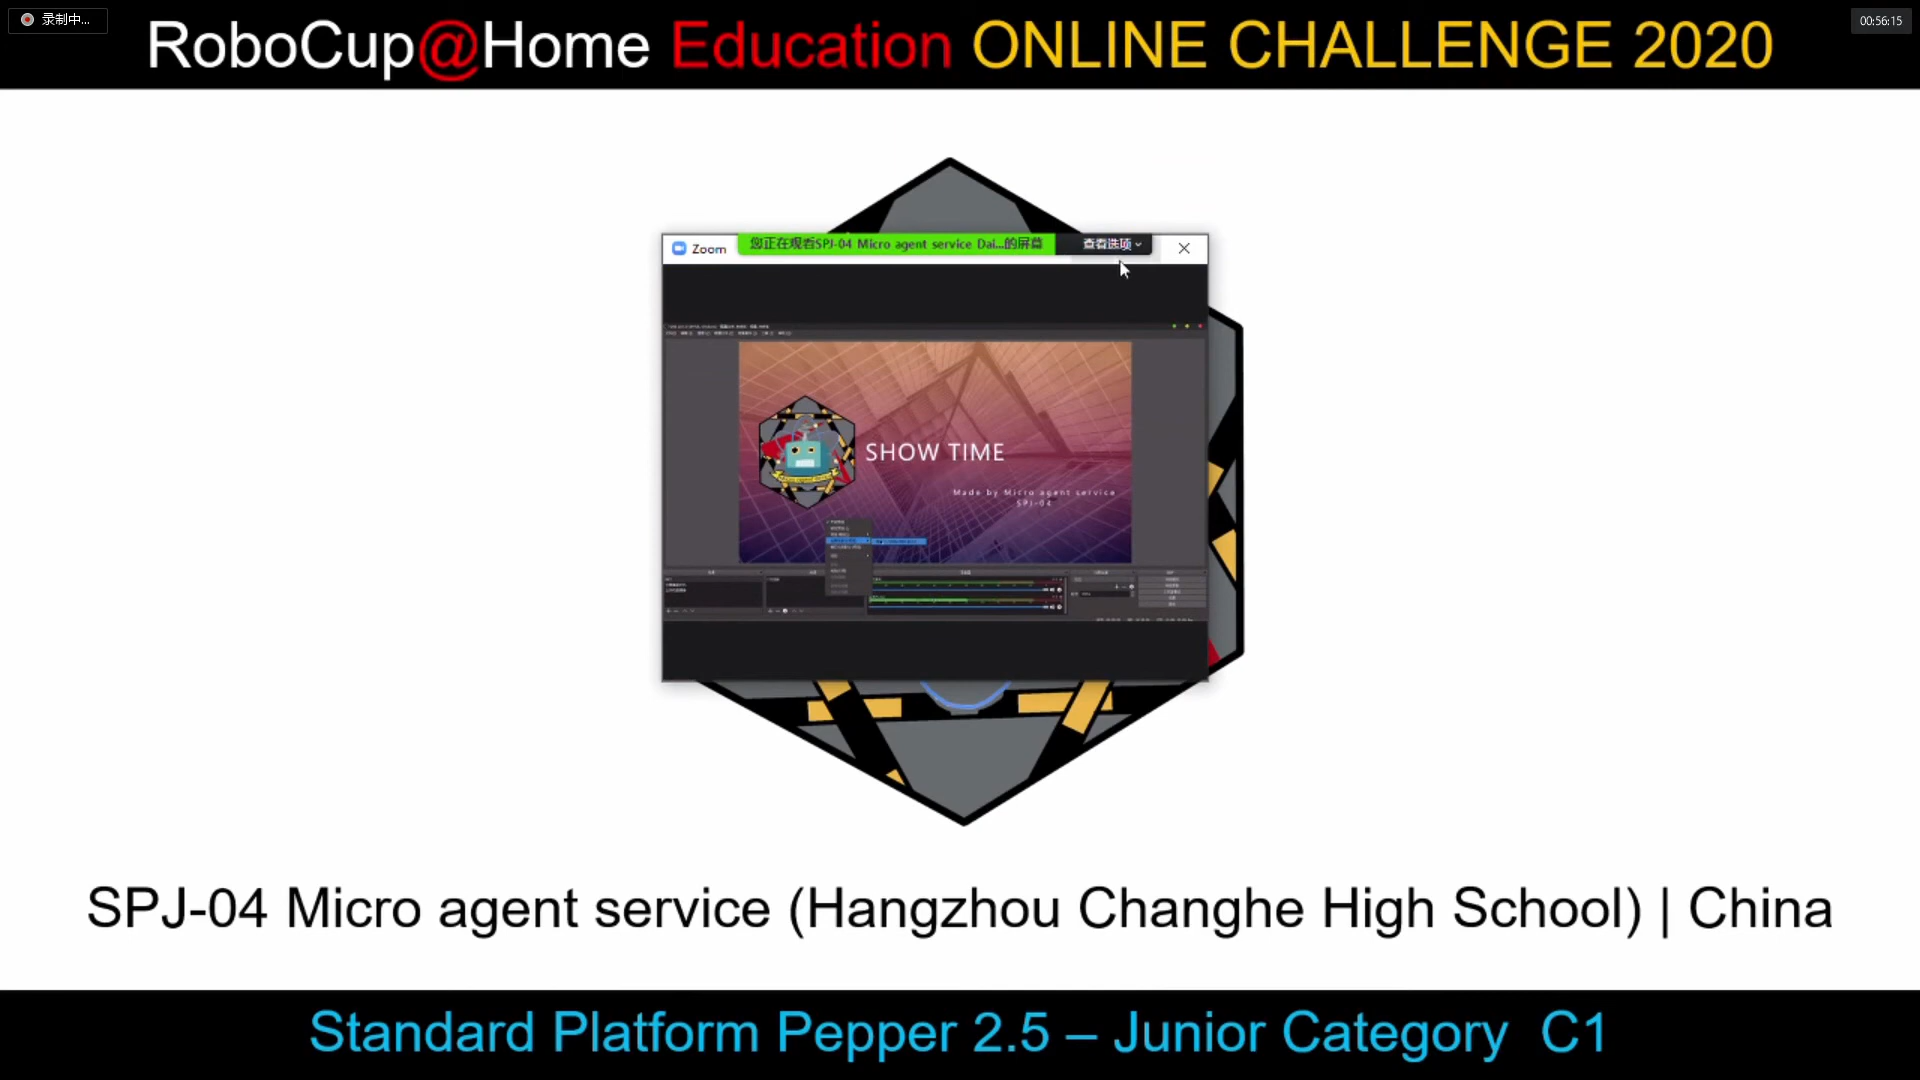 录制中...
00:56:15
RoboCup@Home Education ONLINE CHALLENGE 2020
Zoom
您正在观看SPJ-04 Micro agent service Dai...的屏幕
查看选项
SHOW TIME
Made by Micro agent service
SPJ-04
SPJ-04 Micro agent service (Hangzhou Changhe High School) | China
Standard Platform Pepper 2.5 – Junior Category C1